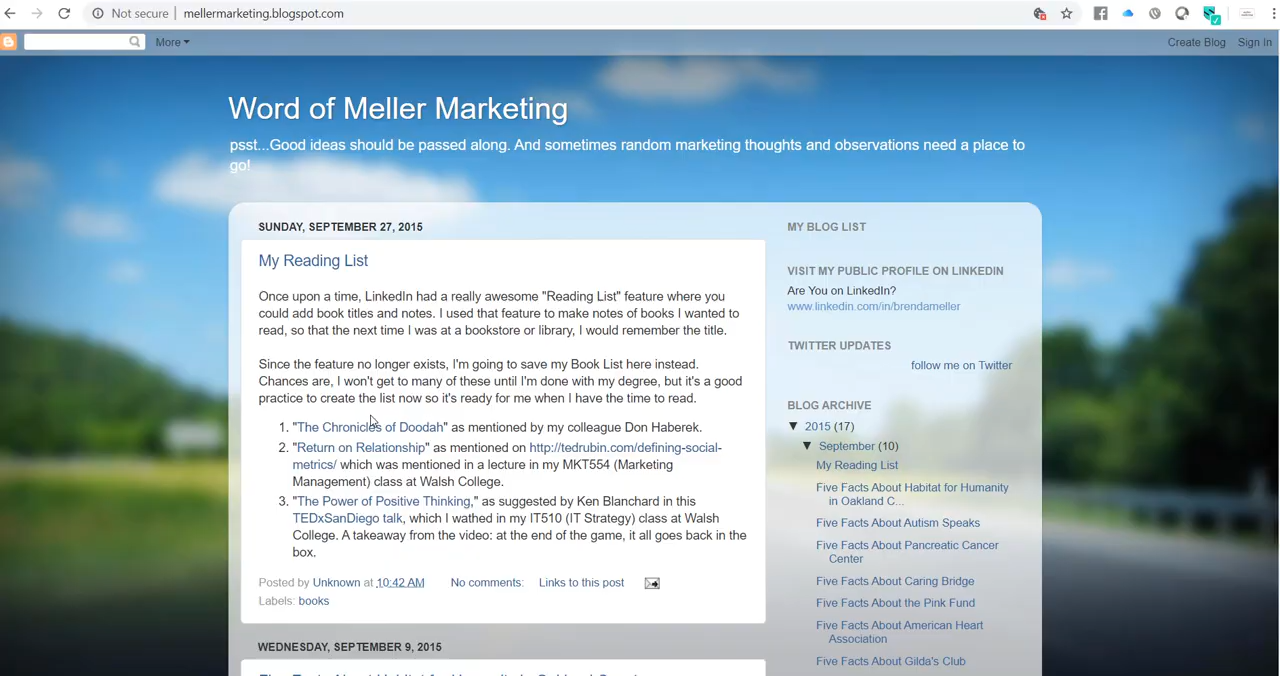 Not secure | mellermarketing.blogspot.com
More
Create Blog Sign In
Word of Meller Marketing
psst...Good ideas should be passed along. And sometimes random marketing thoughts and observations need a place to
go!
SUNDAY, SEPTEMBER 27, 2015
My Reading List
Once upon a time, LinkedIn had a really awesome "Reading List" feature where you
could add book titles and notes. I used that feature to make notes of books I wanted to
read, so that the next time I was at a bookstore or library, I would remember the title.
Since the feature no longer exists, I'm going to save my Book List here instead.
Chances are, I won't get to many of these until I'm done with my degree, but it's a good
practice to create the list now so it's ready for me when I have the time to read.
1. "The Chronicles of Doodah" as mentioned by my colleague Don Haberek.
2. "Return on Relationship" as mentioned on http://tedrubin.com/defining-social-
metrics/ which was mentioned in a lecture in my MKT554 (Marketing
Management) class at Walsh College.
3. "The Power of Positive Thinking," as suggested by Ken Blanchard in this
TEDxSanDiego talk, which I wathed in my IT510 (IT Strategy) class at Walsh
College. A takeaway from the video: at the end of the game, it all goes back in the
box.
Posted by Unknown at 10:42 AM No comments: Links to this post
Labels: books
WEDNESDAY, SEPTEMBER 9, 2015
MY BLOG LIST
VISIT MY PUBLIC PROFILE ON LINKEDIN
Are You on LinkedIn?
www.linkedin.com/in/brendameller
TWITTER UPDATES
follow me on Twitter
BLOG ARCHIVE
▼ 2015 (17)
▼ September (10)
My Reading List
Five Facts About Habitat for Humanity
in Oakland C...
Five Facts About Autism Speaks
Five Facts About Pancreatic Cancer
Center
Five Facts About Caring Bridge
Five Facts About the Pink Fund
Five Facts About American Heart
Association
Five Facts About Gilda's Club